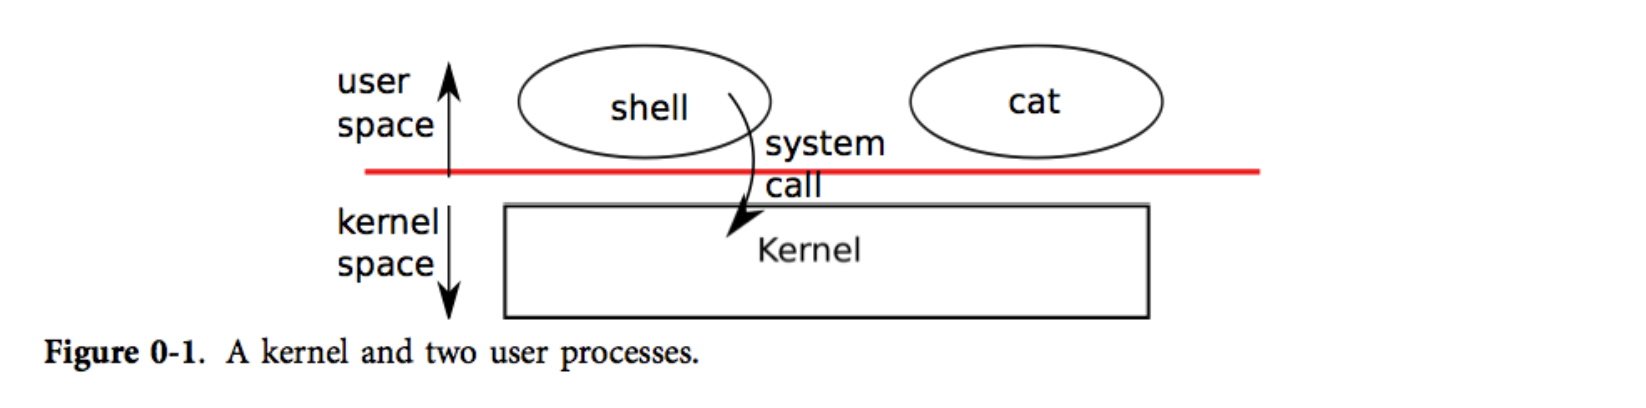 user
space
shell
cat
system
call
kernel
space
Kernel
Figure 0-1. A kernel and two user processes.